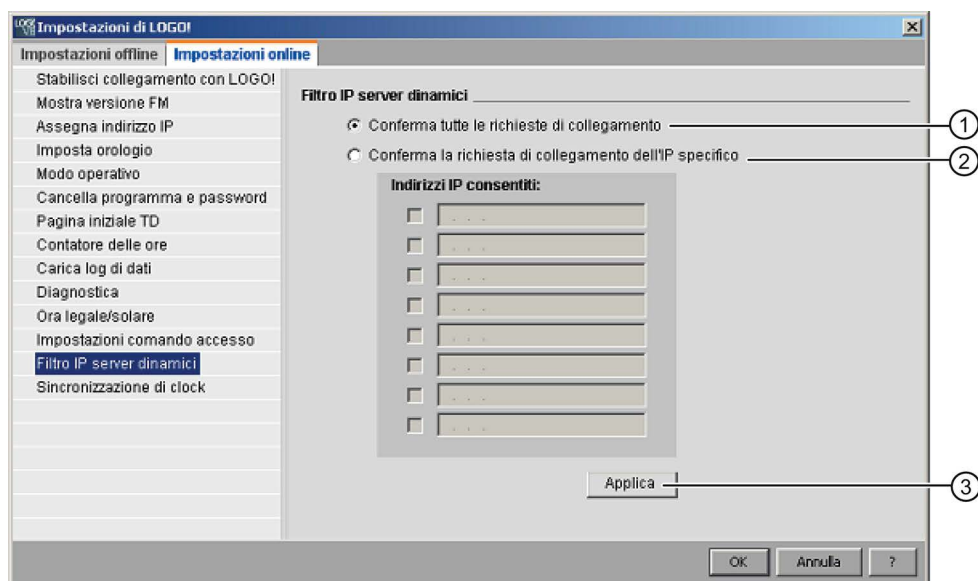 Impostazioni di LOGO!
Impostazioni offline
Impostazioni online
Stabilisci collegamento con LOGO!
Mostra versione FM
Assegna indirizzo IP
Imposta orologio
Modo operativo
Cancella programma e password
Pagina iniziale TD
Contatore delle ore
Carica log di dati
Diagnostica
Ora legale/solare
Impostazioni comando accesso
Filtro IP server dinamici
Sincronizzazione di clock
Filtro IP server dinamici
Conferma tutte le richieste di collegamento
1
Conferma la richiesta di collegamento dell'IP specifico
2
Indirizzi IP consentiti:
. . .
. . .
. . .
. . .
. . .
. . .
. . .
. . .
Applica
3
OK
Annulla
?